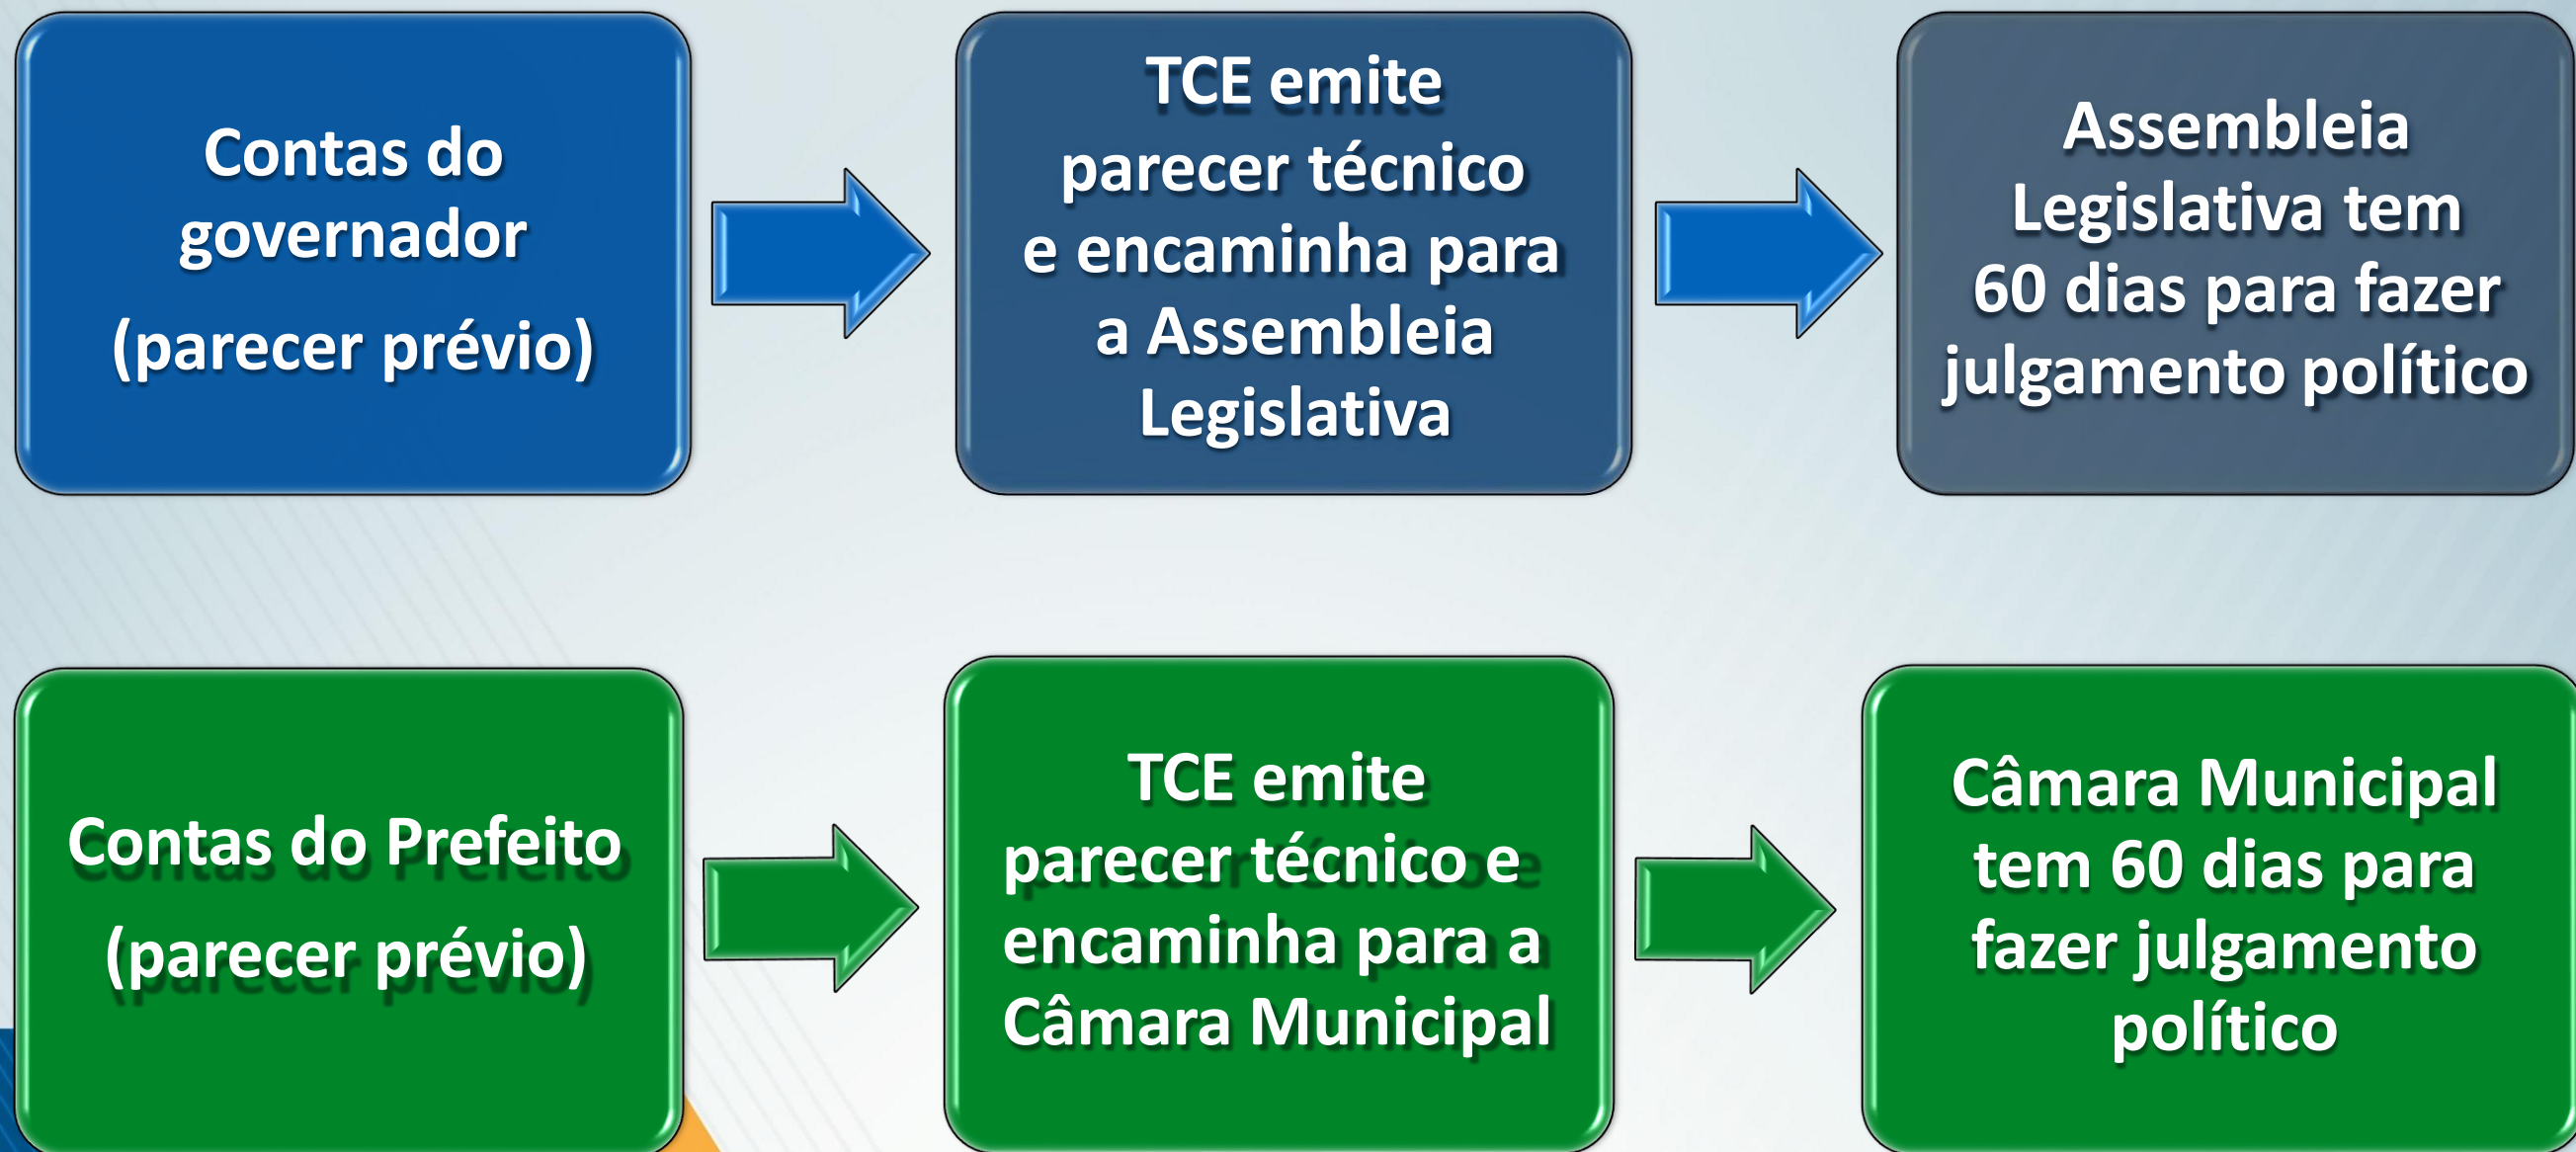 Contas do
governador
(parecer prévio)
TCE emite
parecer técnico
e encaminha para
a Assembleia
Legislativa
Assembleia
Legislativa tem
60 dias para fazer
julgamento político
Contas do Prefeito
(parecer prévio)
TCE emite
parecer técnico e
encaminha para a
Câmara Municipal
Câmara Municipal
tem 60 dias para
fazer julgamento
político